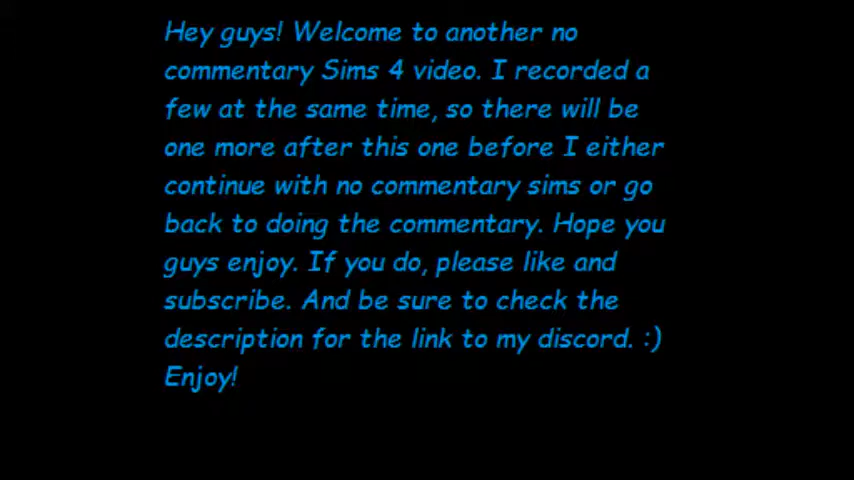 Hey guys! Welcome to another no
commentary Sims 4 video. I recorded a
few at the same time, so there will be
one more after this one before I either
continue with no commentary sims or go
back to doing the commentary. Hope you
guys enjoy. If you do, please like and
subscribe. And be sure to check the
description for the link to my discord. :)
Enjoy!